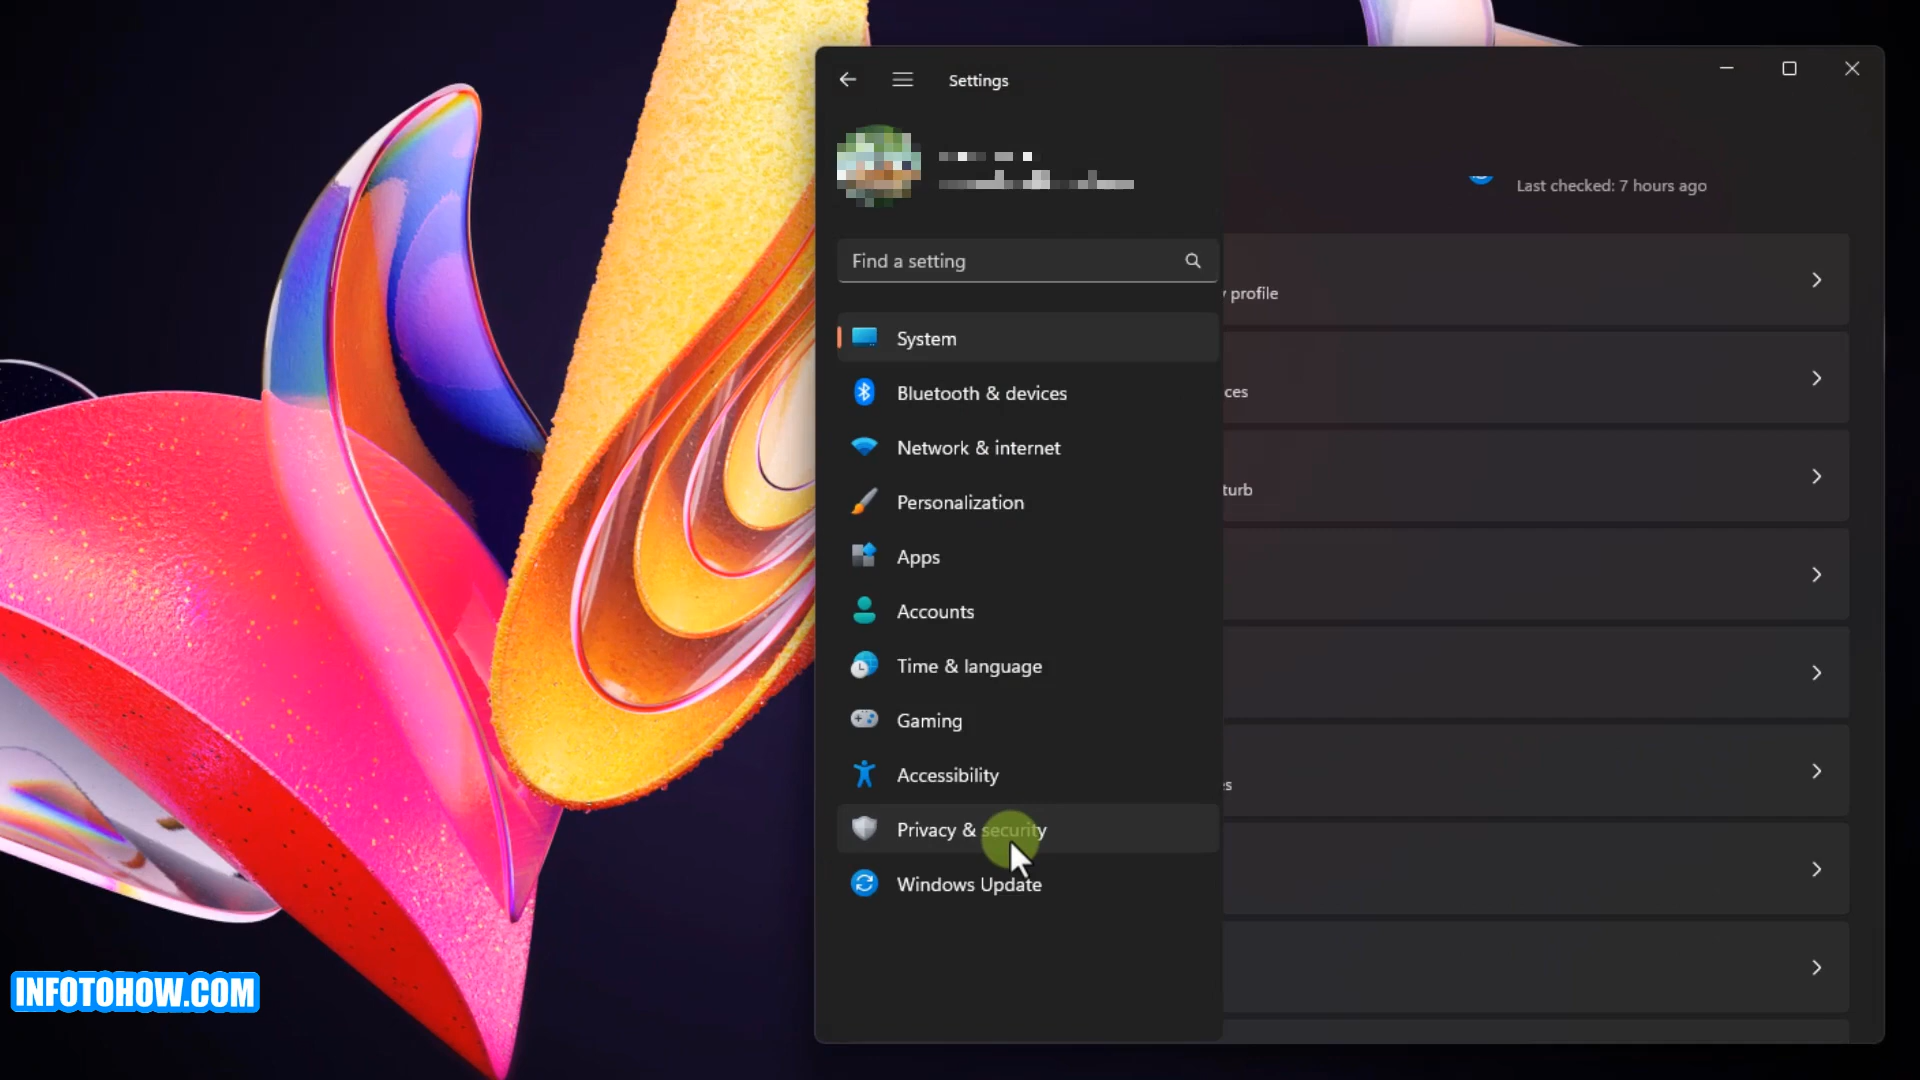 Settings
Last checked: 7 hours ago
Find a setting
profile
System
Bluetooth & devices
ces
Network & internet
turb
Personalization
Apps
Accounts
Time & language
Gaming
Accessibility
s
Privacy & security
Windows Update
INFOTOHOW.COM